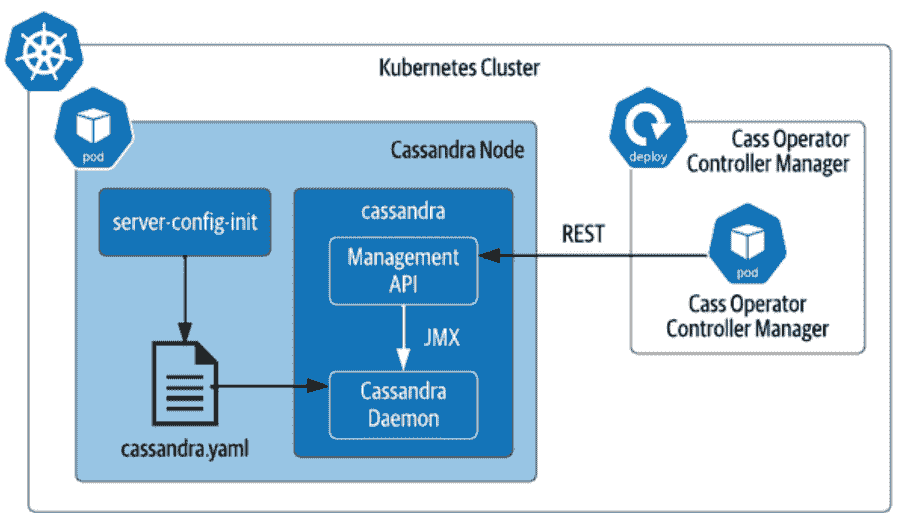 Kubernetes Cluster
pod
Cassandra Node
server-config-init
cassandra
Management
API
JMX
Cassandra
Daemon
cassandra.yaml
REST
deploy
Cass Operator
Controller Manager
pod
Cass Operator
Controller Manager